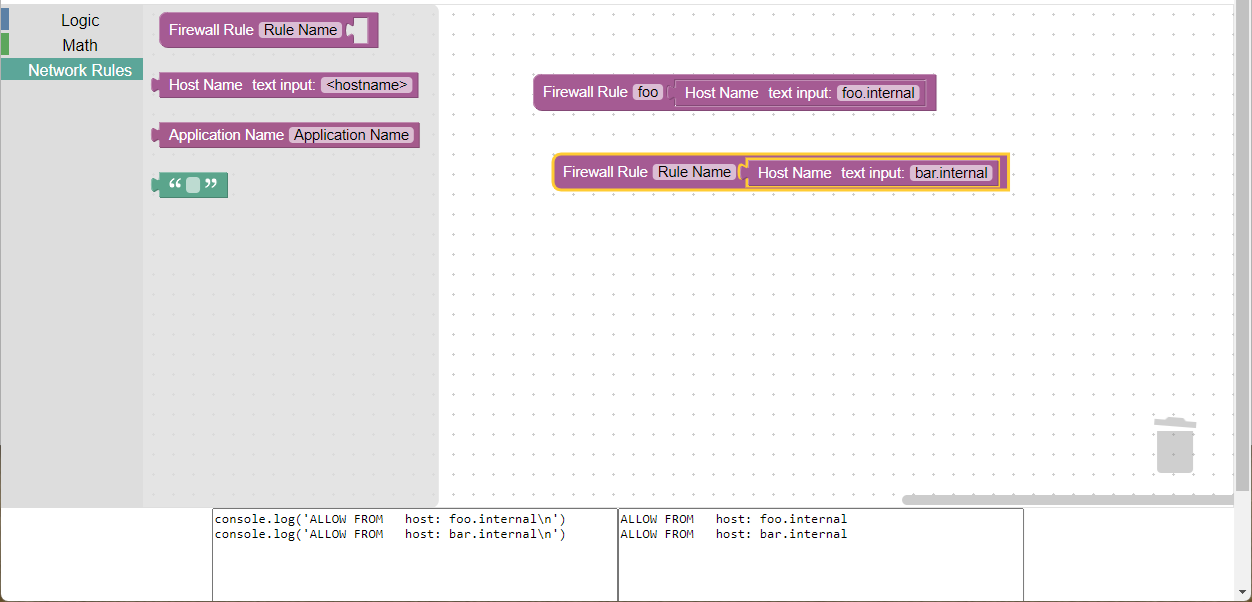 Logic
Math
Network Rules
Firewall Rule Rule Name
Host Name text input: <hostname>
Application Name Application Name
“ ”
Firewall Rule foo Host Name text input: foo.internal
Firewall Rule Rule Name Host Name text input: bar.internal
console.log('ALLOW FROM   host: foo.internal\n')
console.log('ALLOW FROM   host: bar.internal\n')
ALLOW FROM   host: foo.internal
ALLOW FROM   host: bar.internal